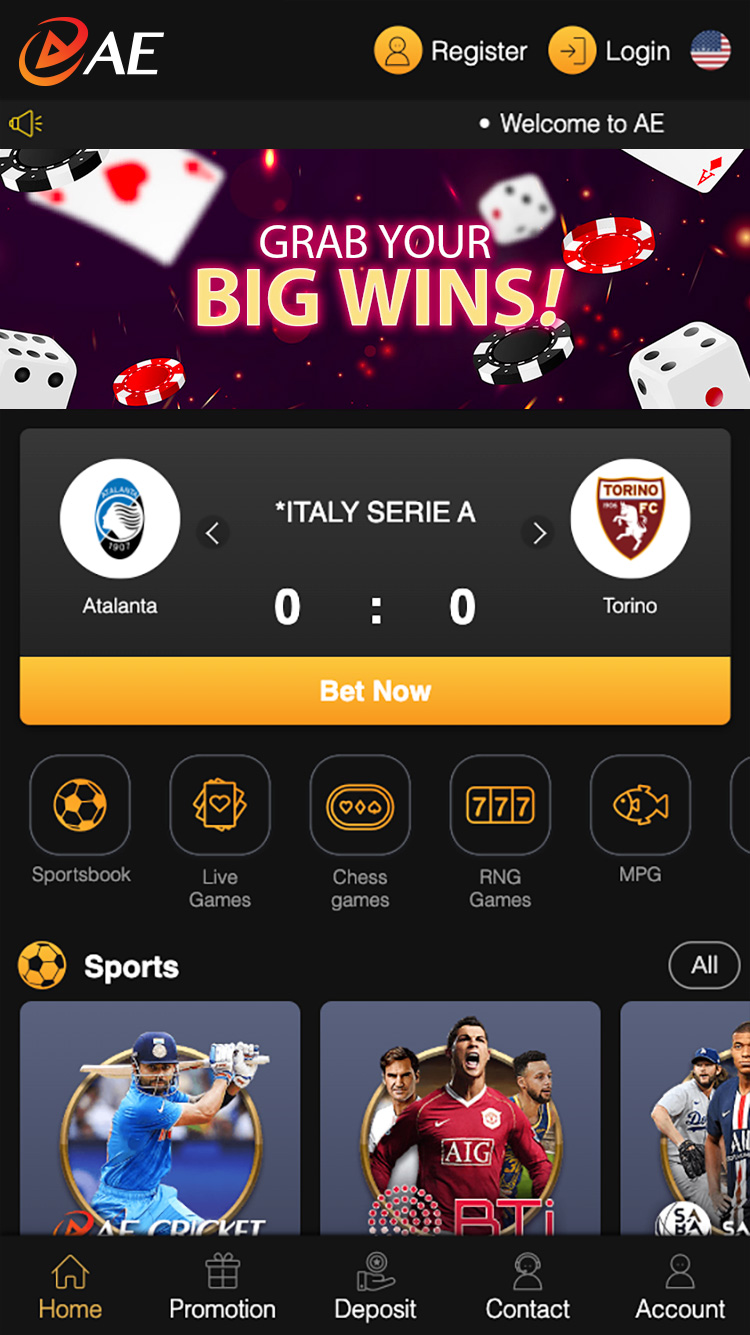 AE
Register
Login
• Welcome to AE
GRAB YOUR
BIG WINS!
A
ATALANTA
1907
*ITALY SERIE A
TORINO
1906
FC
Atalanta
0 : 0
Torino
Bet Now
777
Sportsbook
Live
Games
Chess
games
RNG
Games
MPG
Sports
All
AIG
AE CRICKET
BTi
SABA
SA
Home
Promotion
Deposit
Contact
Account